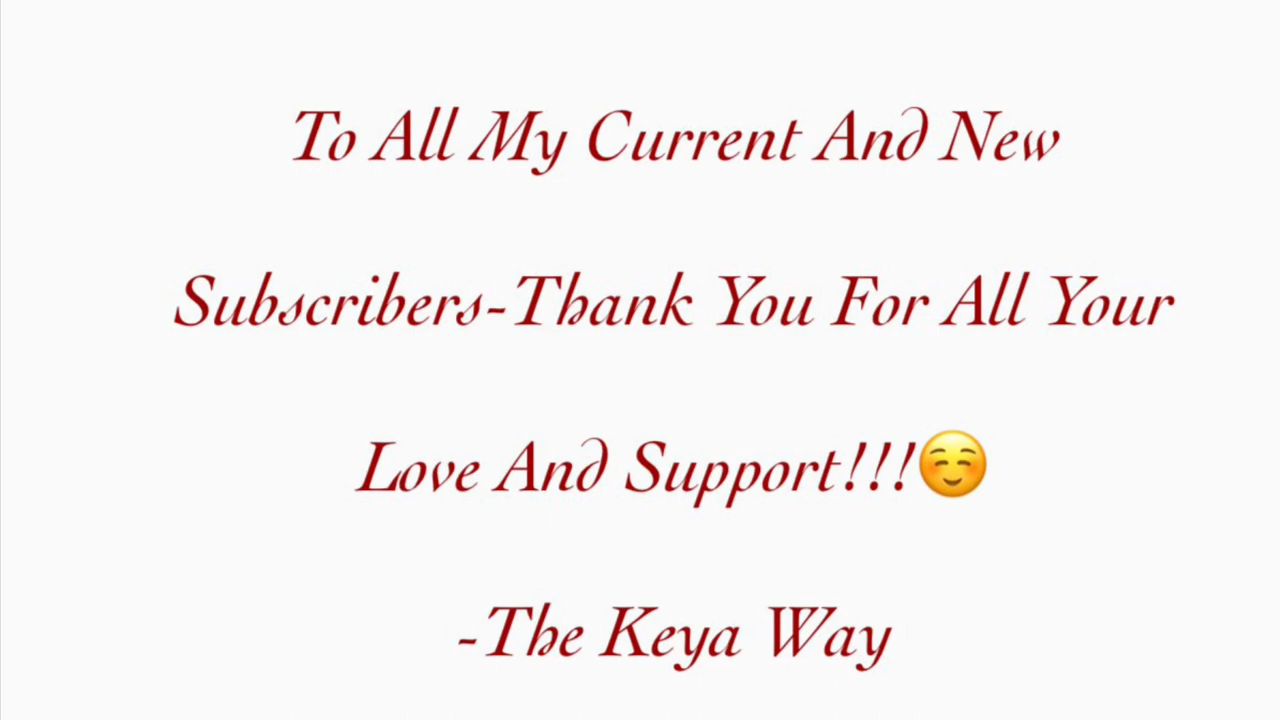 To All My Current And New
Subscribers-Thank You For All Your
Love And Support!!!☺️
-The Keya Way